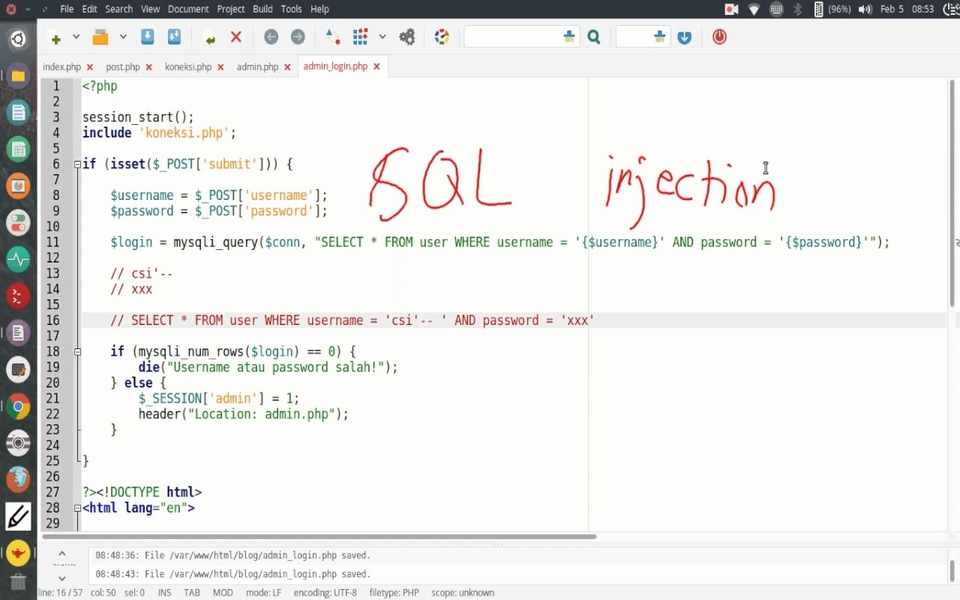 File Edit Search View Document Project Build Tools Help (96%) Feb 5 08:53
index.php post.php koneksi.php admin.php admin_login.php
1 <?php
2
3 session_start();
4 include 'koneksi.php';
5
6 if (isset($_POST['submit'])) {
7
8 $username = $_POST['username'];
9 $password = $_POST['password'];
SQL injection
10
11 $login = mysqli_query($conn, "SELECT * FROM user WHERE username = '{$username}' AND password = '{$password}'");
12
13 // csi'--
14 // xxx
15
16 // SELECT * FROM user WHERE username = 'csi'-- ' AND password = 'xxx'
17
18 if (mysqli_num_rows($login) == 0) {
19 die("Username atau password salah!");
20 } else {
21 $_SESSION['admin'] = 1;
22 header("Location: admin.php");
23 }
24
25 }
26
27 ?><!DOCTYPE html>
28 <html lang="en">
29
08:48:36: File /var/www/html/blog/admin_login.php saved.
08:48:43: File /var/www/html/blog/admin_login.php saved.
line: 16 / 57 col: 50 sel: 0 INS TAB MOD mode: LF encoding: UTF-8 filetype: PHP scope: unknown